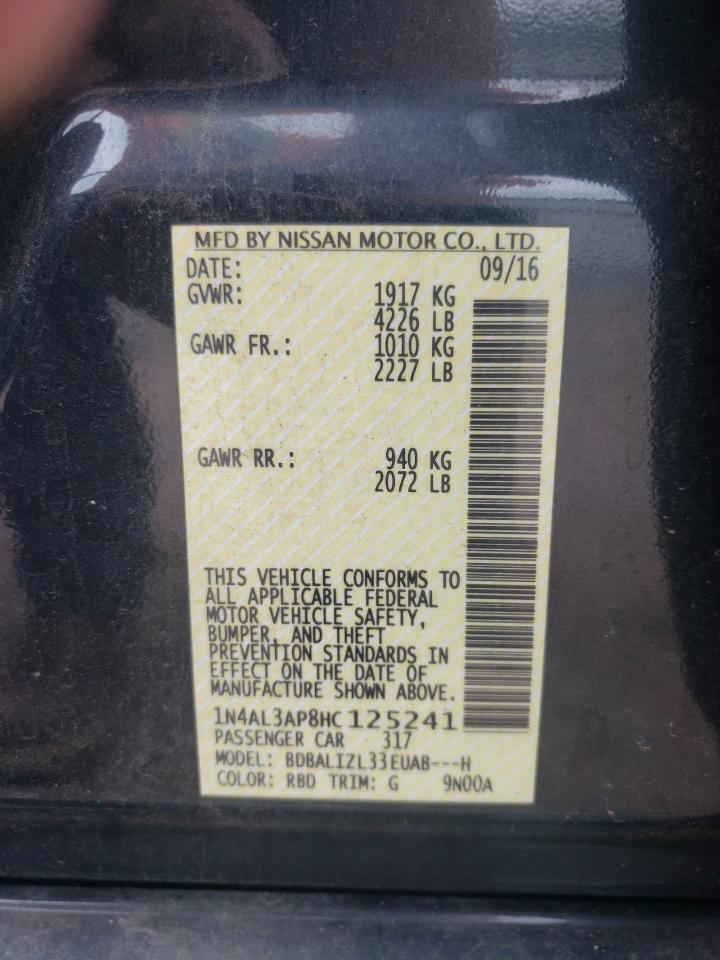 MFD BY NISSAN MOTOR CO., LTD.
DATE: 09/16
GVWR: 1917 KG
4226 LB
GAWR FR.: 1010 KG
2227 LB
GAWR RR.: 940 KG
2072 LB
THIS VEHICLE CONFORMS TO
ALL APPLICABLE FEDERAL
MOTOR VEHICLE SAFETY,
BUMPER, AND THEFT
PREVENTION STANDARDS IN
EFFECT ON THE DATE OF
MANUFACTURE SHOWN ABOVE.
1N4AL3AP8HC125241
PASSENGER CAR 317
MODEL: BDBALIZL33EUAB---H
COLOR: RBD TRIM: G 9N00A